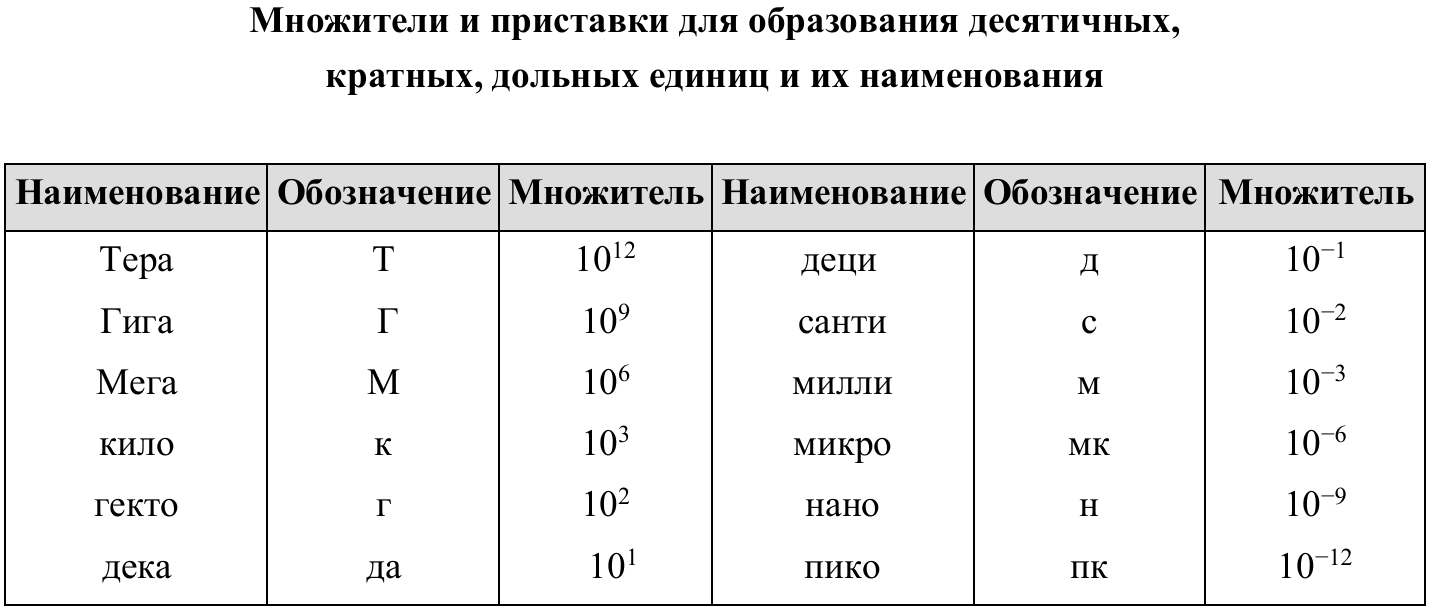 Множители и приставки для образования десятичных,
кратных, дольных единиц и их наименования
Наименование Обозначение Множитель Наименование Обозначение Множитель
Тера Т 10¹² деци д 10⁻¹
Гига Г 10⁹ санти с 10⁻²
Мега М 10⁶ милли м 10⁻³
кило к 10³ микро мк 10⁻⁶
гекто г 10² нано н 10⁻⁹
дека да 10¹ пико пк 10⁻¹²